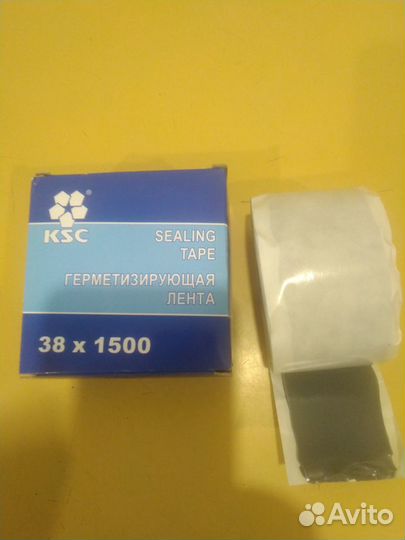 ®
KSC
SEALING
TAPE
ГЕРМЕТИЗИРУЮЩАЯ
ЛЕНТА
38 x 1500
Avito